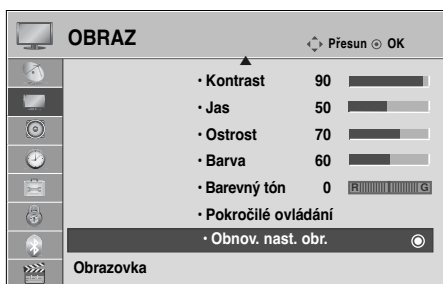 OBRAZ
Přesun OK
• Kontrast 90
• Jas 50
• Ostrost 70
• Barva 60
• Barevný tón 0 R G
• Pokročilé ovládání
• Obnov. nast. obr.
Obrazovka